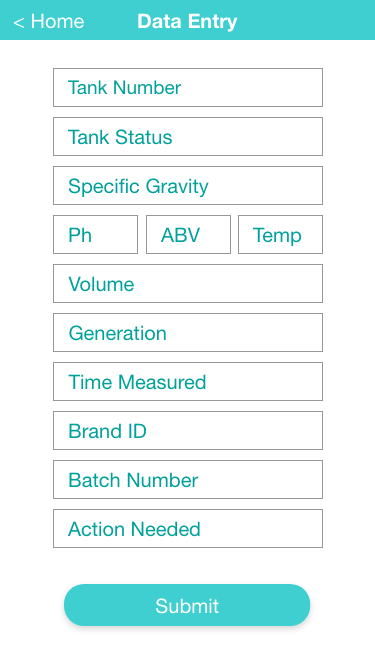 < Home Data Entry
Tank Number
Tank Status
Specific Gravity
Ph ABV Temp
Volume
Generation
Time Measured
Brand ID
Batch Number
Action Needed
Submit